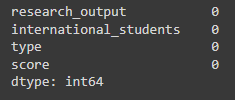 research_output 0
international_students 0
type 0
score 0
dtype: int64